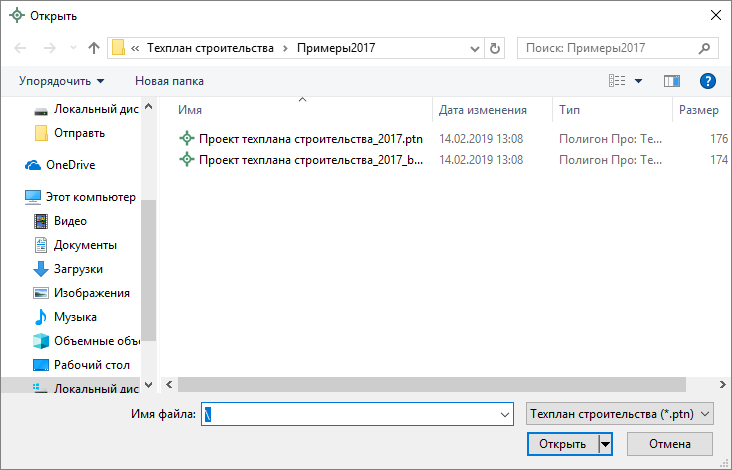 Открыть
« Техплан строительства › Примеры2017
Поиск: Примеры2017
Упорядочить
Новая папка
?
Имя Дата изменения Тип Размер
Проект техплана строительства_2017.ptn 14.02.2019 13:08 Полигон Про: Те... 176
Проект техплана строительства_2017_b... 14.02.2019 13:08 Полигон Про: Те... 174
Локальный дис
Отправть
OneDrive
Этот компьютер
Видео
Документы
Загрузки
Изображения
Музыка
Объемные объе
Рабочий стол
Локальный дис
Имя файла: \
Техплан строительства (*.ptn)
Открыть
Отмена